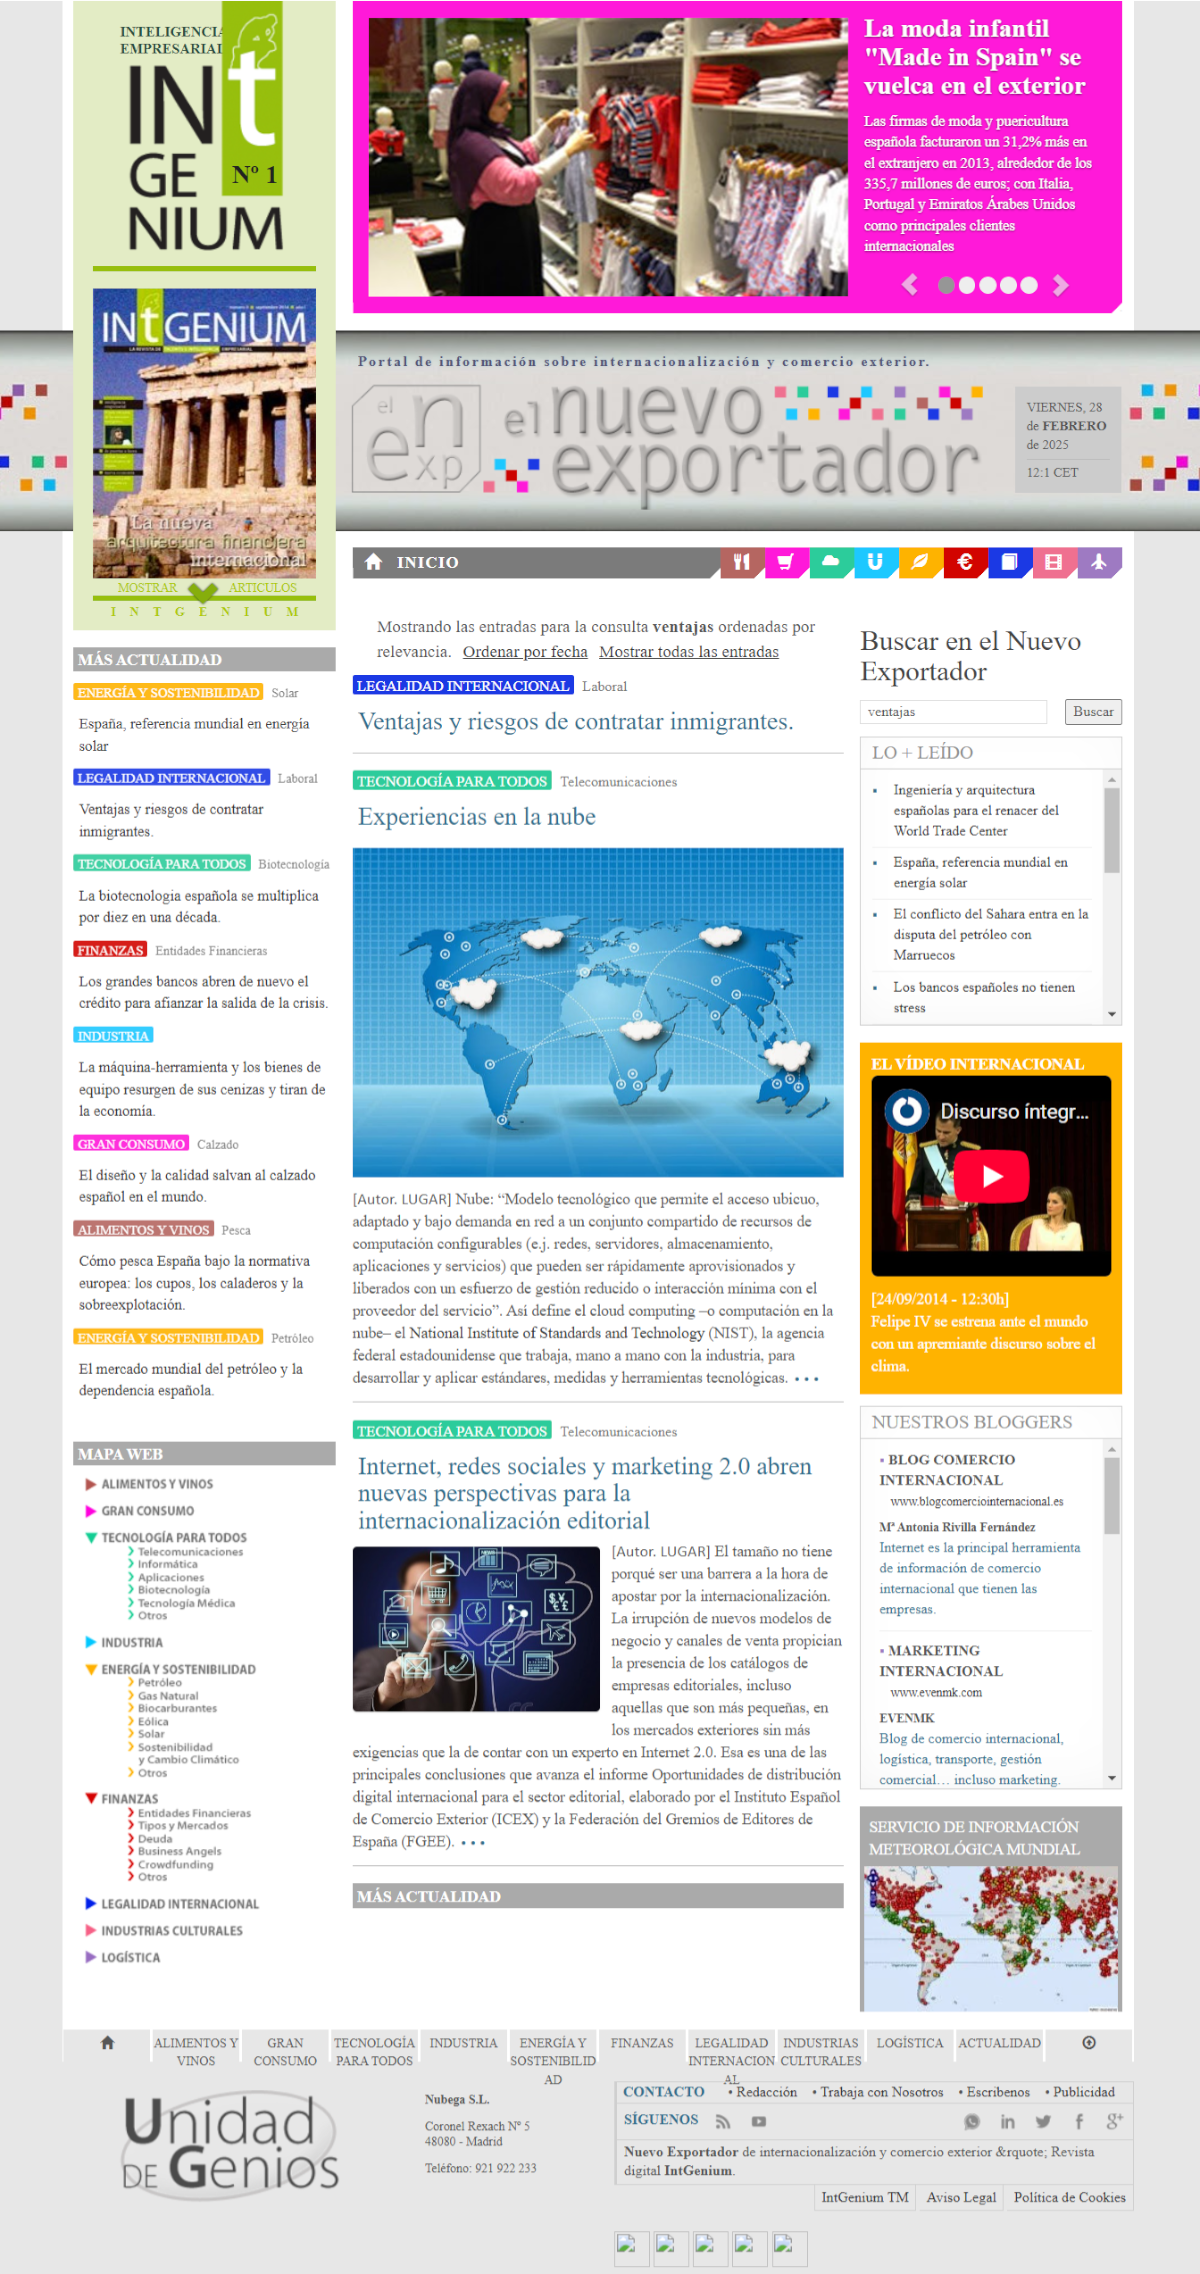 INTELIGENCIA
EMPRESARIAL
INt
GE
Nº 1
NIUM
INtGENIUM
La nueva
arquitectura financiera
internacional
MOSTRAR ARTICULOS
INTGENIUM
La moda infantil
"Made in Spain" se
vuelca en el exterior
Las firmas de moda y puericultura
española facturaron un 31,2% más en
el extranjero en 2013, alrededor de los
335,7 millones de euros; con Italia,
Portugal y Emiratos Árabes Unidos
como principales clientes
internacionales
Portal de información sobre internacionalización y comercio exterior.
el
en
exp
el nuevo
exportador
VIERNES, 28
de FEBRERO
de 2025
12:1 CET
INICIO
MÁS ACTUALIDAD
ENERGÍA Y SOSTENIBILIDAD Solar
España, referencia mundial en energía
solar
LEGALIDAD INTERNACIONAL Laboral
Ventajas y riesgos de contratar
inmigrantes.
TECNOLOGÍA PARA TODOS Biotecnología
La biotecnologia española se multiplica
por diez en una década.
FINANZAS Entidades Financieras
Los grandes bancos abren de nuevo el
crédito para afianzar la salida de la crisis.
INDUSTRIA
La máquina-herramienta y los bienes de
equipo resurgen de sus cenizas y tiran de
la economía.
GRAN CONSUMO Calzado
El diseño y la calidad salvan al calzado
español en el mundo.
ALIMENTOS Y VINOS Pesca
Cómo pesca España bajo la normativa
europea: los cupos, los caladeros y la
sobreexplotación.
ENERGÍA Y SOSTENIBILIDAD Petróleo
El mercado mundial del petróleo y la
dependencia española.
MAPA WEB
ALIMENTOS Y VINOS
GRAN CONSUMO
TECNOLOGÍA PARA TODOS
Telecomunicaciones
Informática
Aplicaciones
Biotecnología
Tecnología Médica
Otros
INDUSTRIA
ENERGÍA Y SOSTENIBILIDAD
Petróleo
Gas Natural
Biocarburantes
Eólica
Solar
Sostenibilidad
y Cambio Climático
Otros
FINANZAS
Entidades Financieras
Tipos y Mercados
Deuda
Business Angels
Crowdfunding
Otros
LEGALIDAD INTERNACIONAL
INDUSTRIAS CULTURALES
LOGÍSTICA
Mostrando las entradas para la consulta ventajas ordenadas por
relevancia. Ordenar por fecha Mostrar todas las entradas
LEGALIDAD INTERNACIONAL Laboral
Ventajas y riesgos de contratar inmigrantes.
TECNOLOGÍA PARA TODOS Telecomunicaciones
Experiencias en la nube
[Autor. LUGAR] Nube: “Modelo tecnológico que permite el acceso ubicuo,
adaptado y bajo demanda en red a un conjunto compartido de recursos de
computación configurables (e.j. redes, servidores, almacenamiento,
aplicaciones y servicios) que pueden ser rápidamente aprovisionados y
liberados con un esfuerzo de gestión reducido o interacción mínima con el
proveedor del servicio”. Así define el cloud computing –o computación en la
nube– el National Institute of Standards and Technology (NIST), la agencia
federal estadounidense que trabaja, mano a mano con la industria, para
desarrollar y aplicar estándares, medidas y herramientas tecnológicas. • • •
TECNOLOGÍA PARA TODOS Telecomunicaciones
Internet, redes sociales y marketing 2.0 abren
nuevas perspectivas para la
internacionalización editorial
[Autor. LUGAR] El tamaño no tiene
porqué ser una barrera a la hora de
apostar por la internacionalización.
La irrupción de nuevos modelos de
negocio y canales de venta propician
la presencia de los catálogos de
empresas editoriales, incluso
aquellas que son más pequeñas, en
los mercados exteriores sin más
exigencias que la de contar con un experto en Internet 2.0. Esa es una de las
principales conclusiones que avanza el informe Oportunidades de distribución
digital internacional para el sector editorial, elaborado por el Instituto Español
de Comercio Exterior (ICEX) y la Federación del Gremios de Editores de
España (FGEE). • • •
MÁS ACTUALIDAD
Buscar en el Nuevo
Exportador
ventajas Buscar
LO + LEÍDO
Ingeniería y arquitectura
españolas para el renacer del
World Trade Center
España, referencia mundial en
energía solar
El conflicto del Sahara entra en la
disputa del petróleo con
Marruecos
Los bancos españoles no tienen
stress
EL VÍDEO INTERNACIONAL
Discurso íntegr...
[24/09/2014 - 12:30h]
Felipe IV se estrena ante el mundo
con un apremiante discurso sobre el
clima.
NUESTROS BLOGGERS
• BLOG COMERCIO
INTERNACIONAL
www.blogcomerciointernacional.es
Mª Antonia Rivilla Fernández
Internet es la principal herramienta
de información de comercio
internacional que tienen las
empresas.
• MARKETING
INTERNACIONAL
www.evenmk.com
EVENMK
Blog de comercio internacional,
logística, transporte, gestión
comercial… incluso marketing.
SERVICIO DE INFORMACIÓN
METEOROLÓGICA MUNDIAL
ALIMENTOS Y
VINOS
GRAN
CONSUMO
TECNOLOGÍA
PARA TODOS
INDUSTRIA
ENERGÍA Y
SOSTENIBILID
AD
FINANZAS
LEGALIDAD
INTERNACION
AL
INDUSTRIAS
CULTURALES
LOGÍSTICA
ACTUALIDAD
Unidad
DE Genios
Nubega S.L.
Coronel Rexach Nº 5
48080 - Madrid
Teléfono: 921 922 233
CONTACTO • Redacción • Trabaja con Nosotros • Escribenos • Publicidad
SÍGUENOS
Nuevo Exportador de internacionalización y comercio exterior &rquote; Revista
digital IntGenium.
IntGenium TM Aviso Legal Política de Cookies